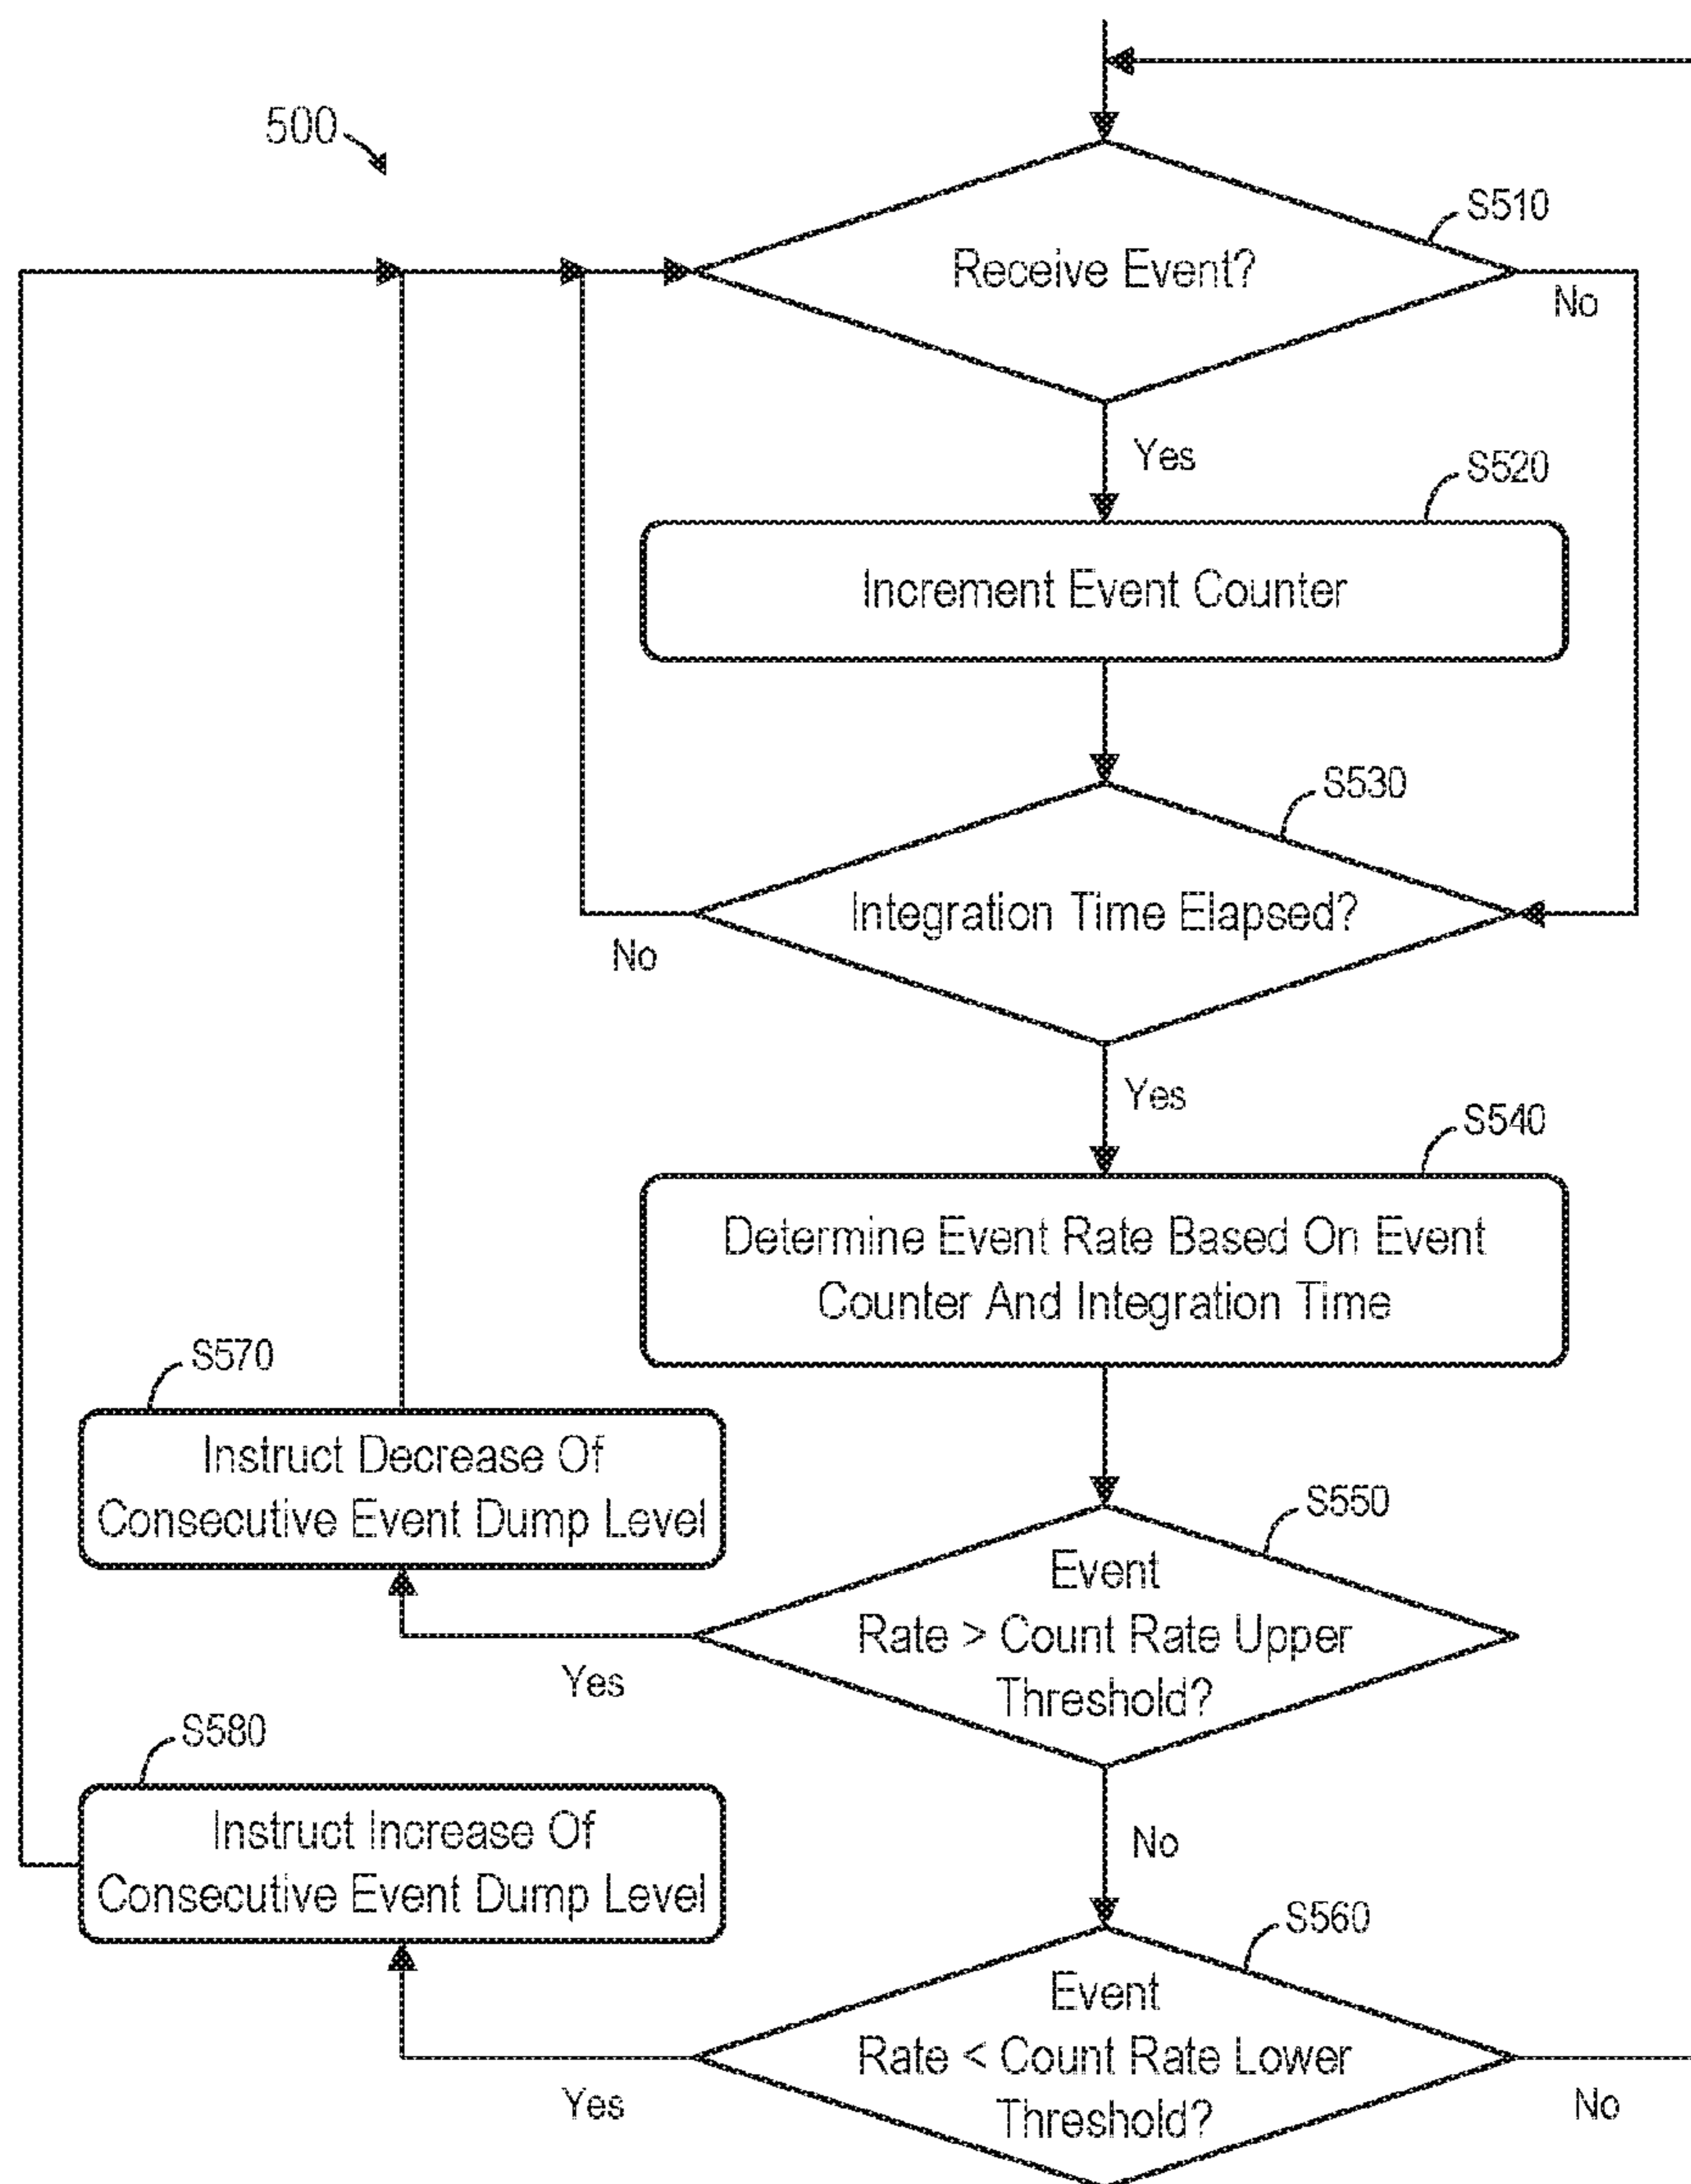 500
S510
Receive Event?
No
Yes
S520
Increment Event Counter
S530
Integration Time Elapsed?
No
Yes
S540
Determine Event Rate Based On Event
Counter And Integration Time
S570
Instruct Decrease Of
Consecutive Event Dump Level
S550
Event
Rate > Count Rate Upper
Threshold?
Yes
No
S580
Instruct Increase Of
Consecutive Event Dump Level
S560
Event
Rate < Count Rate Lower
Threshold?
Yes
No